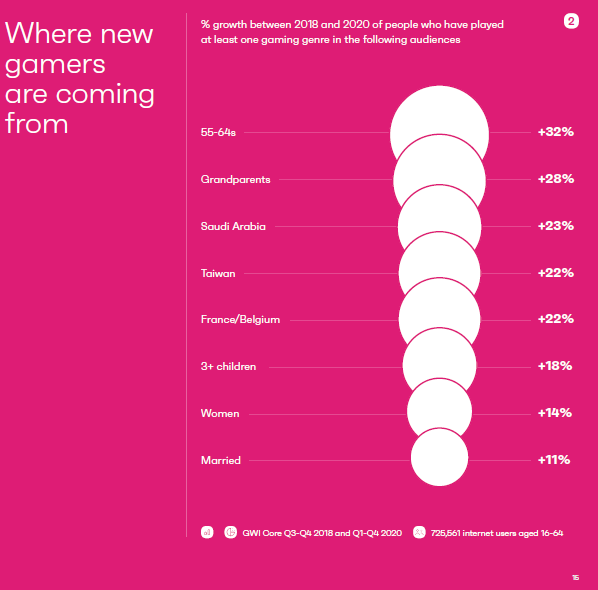 Where new
gamers
are coming
from
% growth between 2018 and 2020 of people who have played
at least one gaming genre in the following audiences
2
55-64s +32%
Grandparents +28%
Saudi Arabia +23%
Taiwan +22%
France/Belgium +22%
3+ children +18%
Women +14%
Married +11%
GWI Core Q3-Q4 2018 and Q1-Q4 2020 725,561 internet users aged 16-64
15